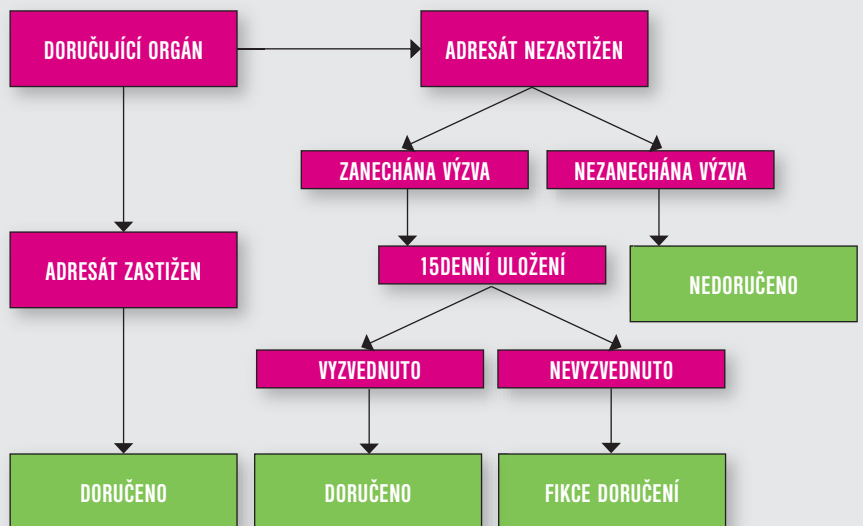 DORUČUJÍCÍ ORGÁN
ADRESÁT NEZASTIŽEN
ZANECHÁNA VÝZVA
NEZANECHÁNA VÝZVA
ADRESÁT ZASTIŽEN
15DENNÍ ULOŽENÍ
NEDORUČENO
VYZVEDNUTO
NEVYZVEDNUTO
DORUČENO
DORUČENO
FIKCE DORUČENÍ